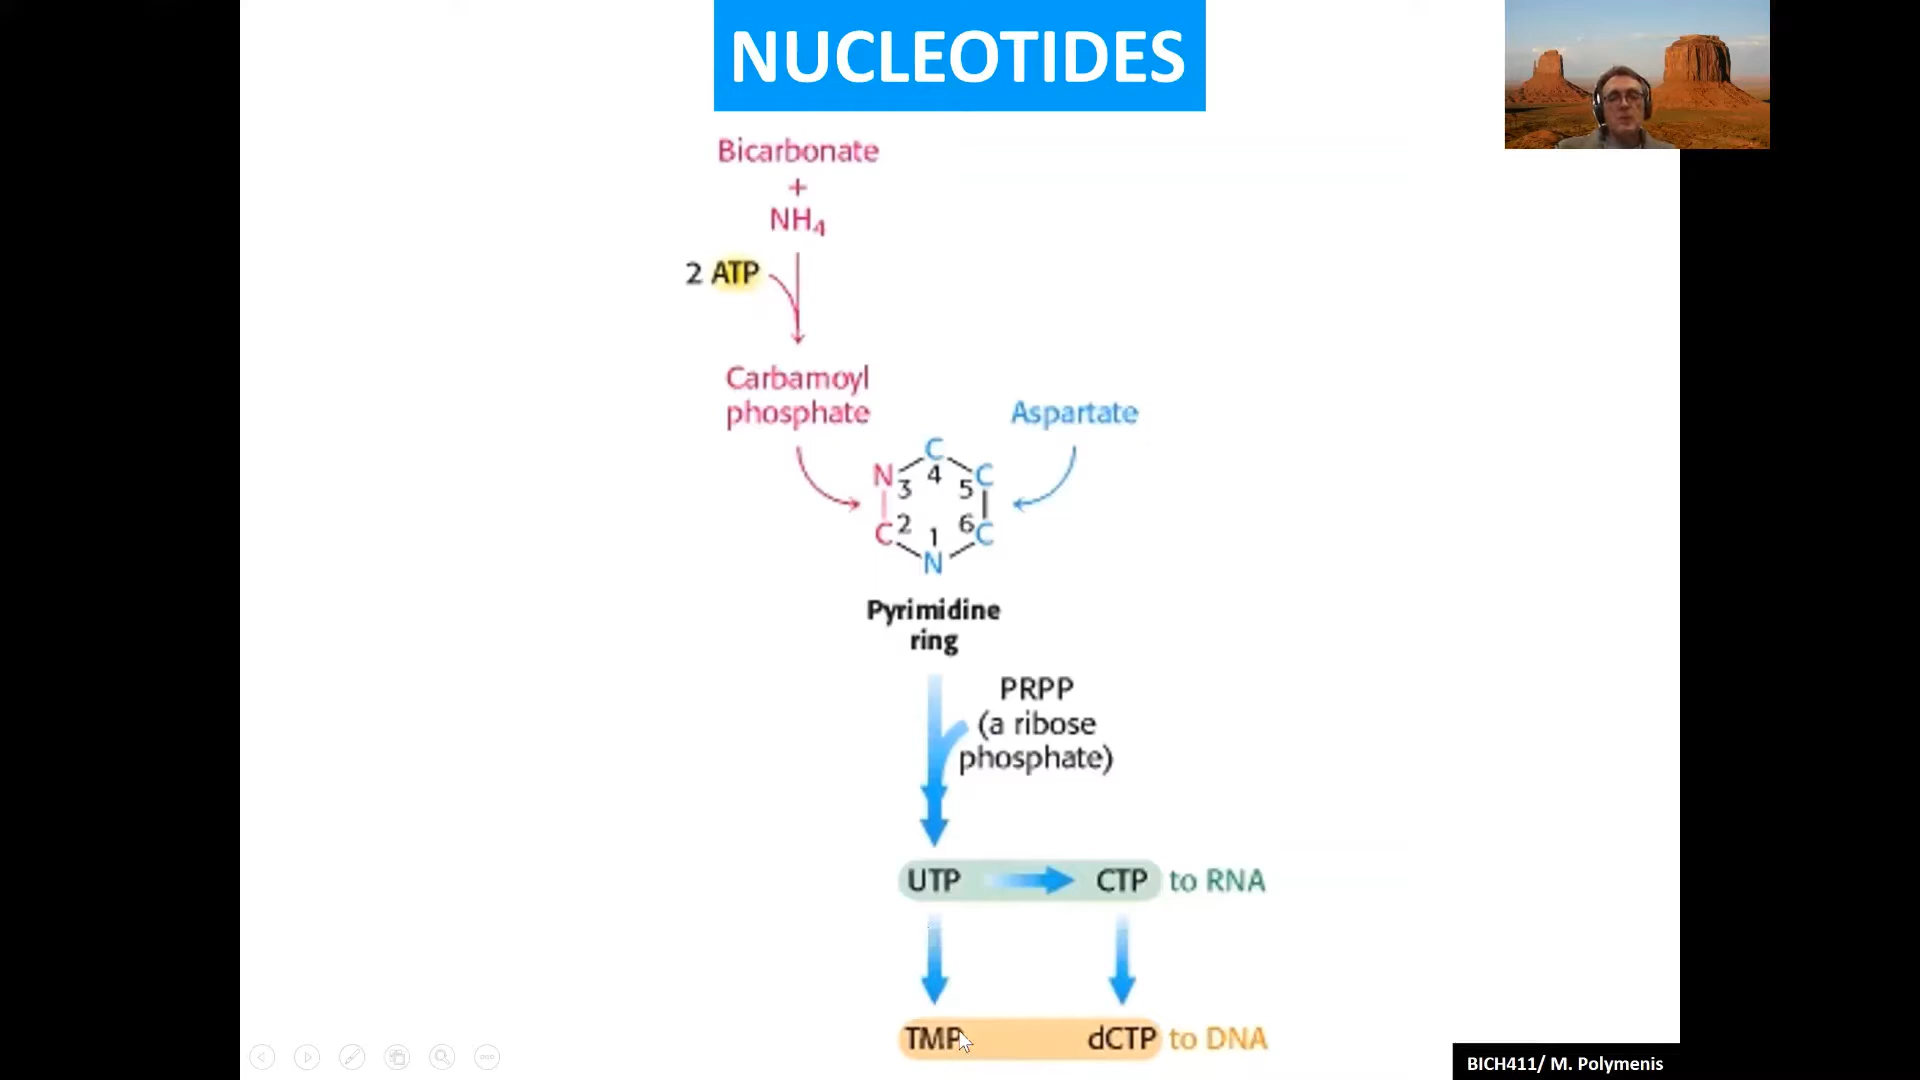 NUCLEOTIDES
Bicarbonate
+
NH4
2 ATP
Carbamoyl
phosphate
Aspartate
C
N 3 4 5 C
C 2 1 6 C
N
Pyrimidine
ring
PRPP
(a ribose
phosphate)
UTP CTP to RNA
TMP dCTP to DNA
BICH411/ M. Polymenis